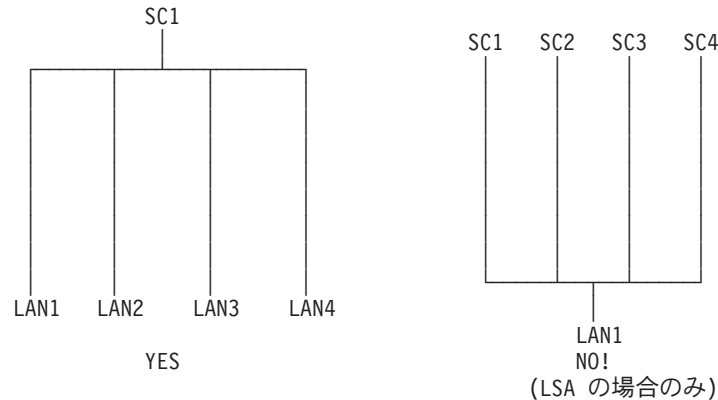 SC1
LAN1 LAN2 LAN3 LAN4
YES
SC1 SC2 SC3 SC4
LAN1
NO!
(LSA の場合のみ)